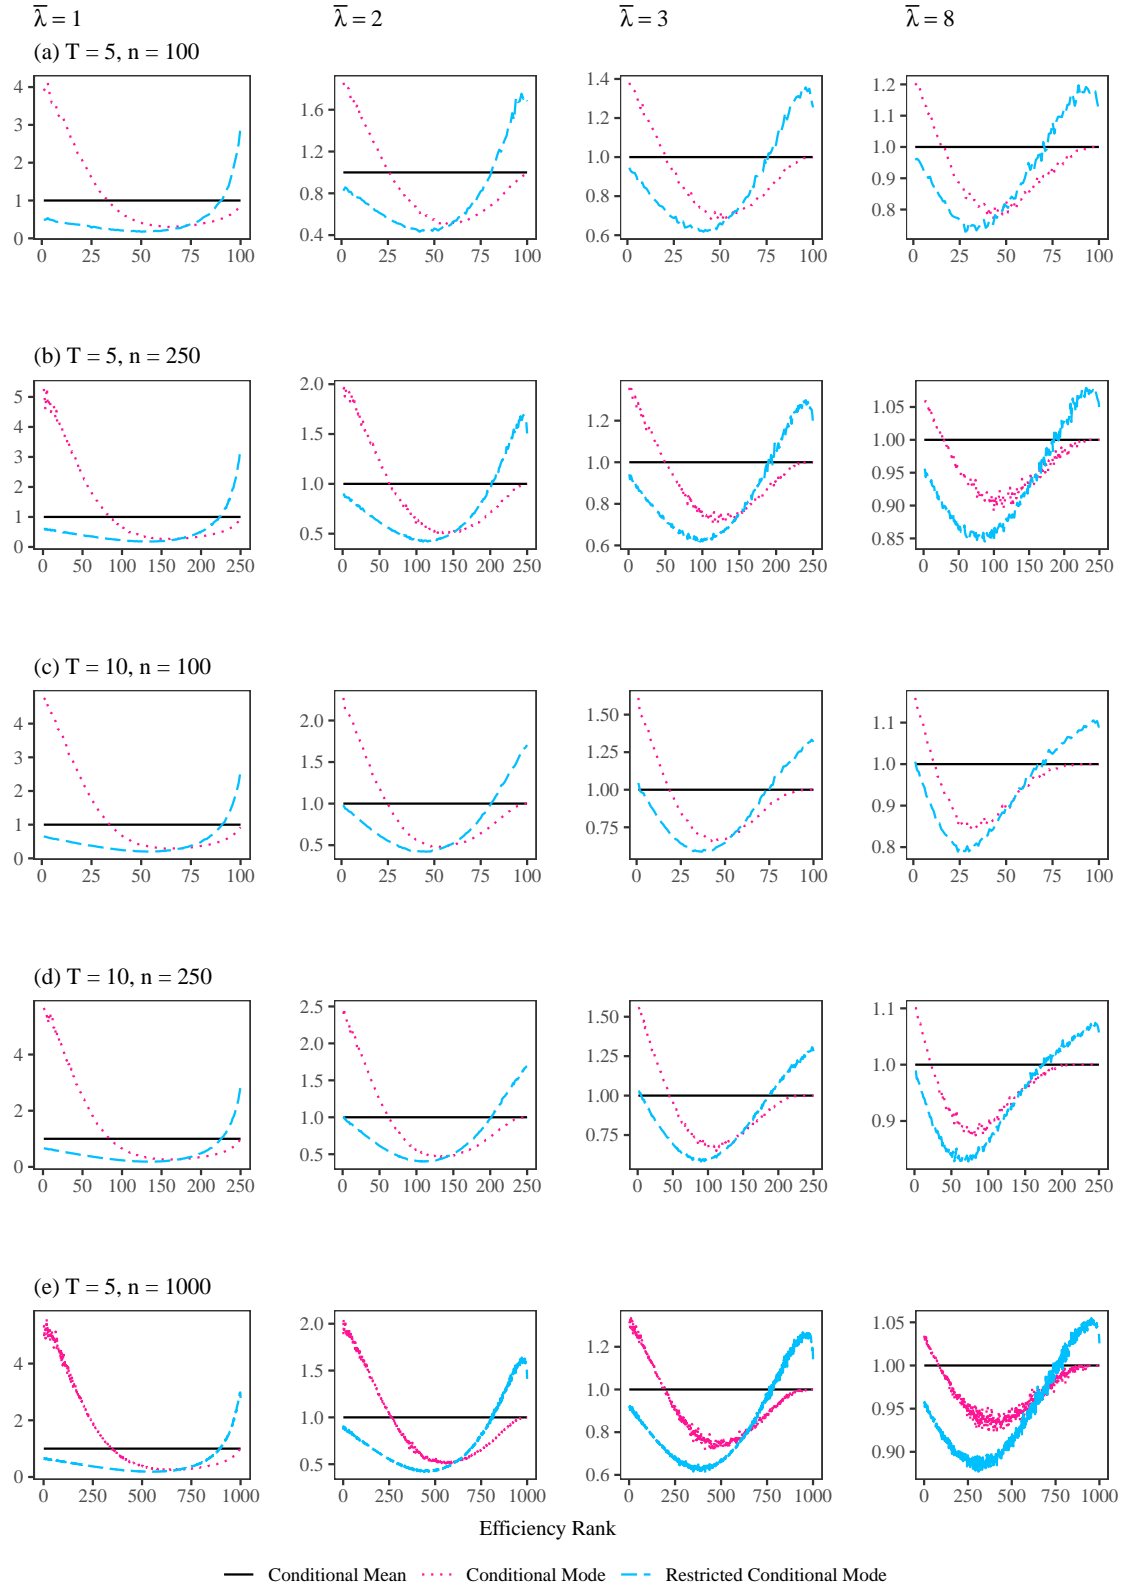 λ̅ = 1 λ̅ = 2 λ̅ = 3 λ̅ = 8
(a) T = 5, n = 100
4 3 2 1 0
0 25 50 75 100
1.6 1.2 0.8 0.4
0 25 50 75 100
1.4 1.2 1.0 0.8 0.6
0 25 50 75 100
1.2 1.1 1.0 0.9 0.8
0 25 50 75 100
(b) T = 5, n = 250
5 4 3 2 1 0
0 50 100 150 200 250
2.0 1.5 1.0 0.5
0 50 100 150 200 250
1.2 1.0 0.8 0.6
0 50 100 150 200 250
1.05 1.00 0.95 0.90 0.85
0 50 100 150 200 250
(c) T = 10, n = 100
4 3 2 1 0
0 25 50 75 100
2.0 1.5 1.0 0.5
0 25 50 75 100
1.50 1.25 1.00 0.75
0 25 50 75 100
1.1 1.0 0.9 0.8
0 25 50 75 100
(d) T = 10, n = 250
4 2 1 0
0 50 100 150 200 250
2.5 2.0 1.5 1.0 0.5
0 50 100 150 200 250
1.50 1.25 1.00 0.75
0 50 100 150 200 250
1.1 1.0 0.9
0 50 100 150 200 250
(e) T = 5, n = 1000
4 2 1 0
0 250 500 750 1000
2.0 1.5 1.0 0.5
0 250 500 750 1000
1.2 1.0 0.8 0.6
0 250 500 750 1000
1.05 1.00 0.95 0.90
0 250 500 750 1000
Efficiency Rank
Conditional Mean Conditional Mode Restricted Conditional Mode